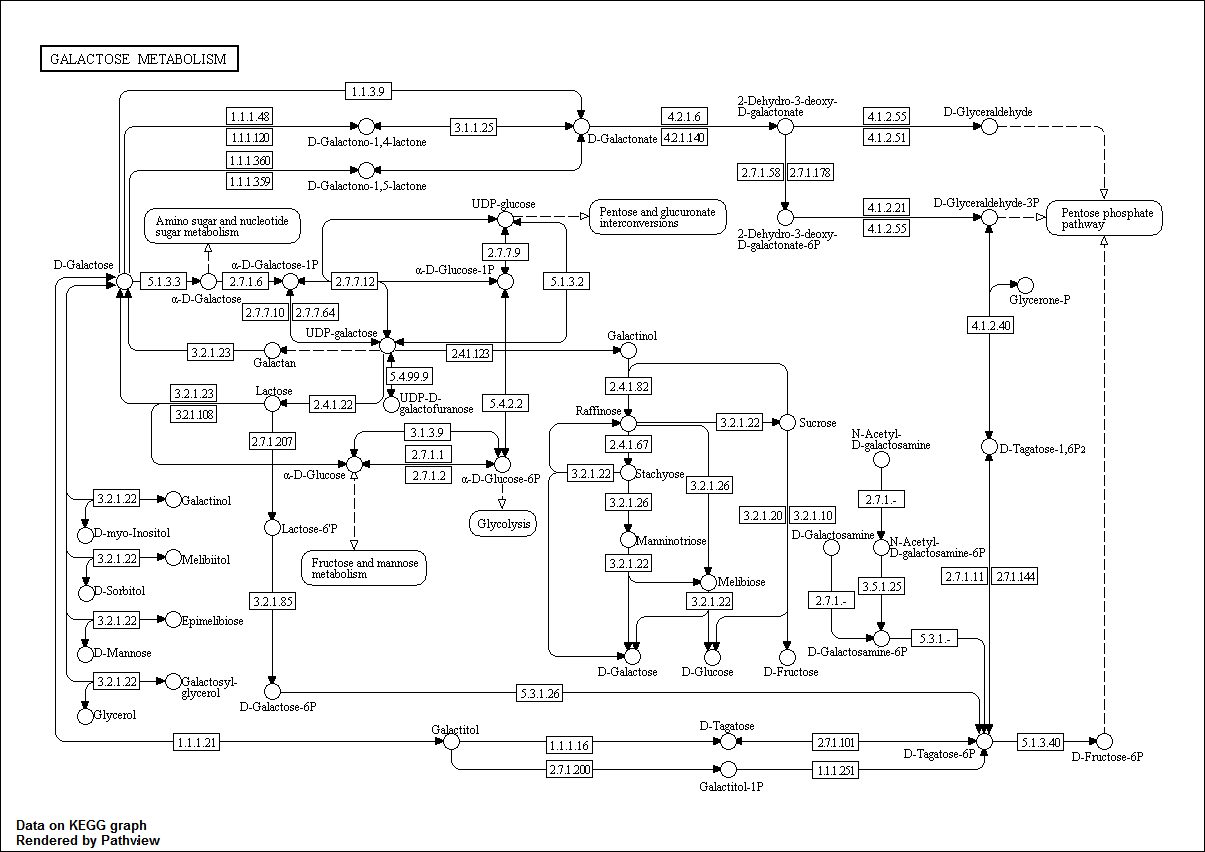 GALACTOSE METABOLISM
1.1.3.9
1.1.1.48
1.1.1.120
D-Galactono-1,4-lactone
3.1.1.25
D-Galactonate
4.2.1.6
4.2.1.140
2-Dehydro-3-deoxy-
D-galactonate
4.1.2.55
4.1.2.51
D-Glyceraldehyde
1.1.1.360
1.1.1.359
D-Galactono-1,5-lactone
2.7.1.58
2.7.1.178
UDP-glucose
Amino sugar and nucleotide
sugar metabolism
Pentose and glucuronate
interconversions
2-Dehydro-3-deoxy-
D-galactonate-6P
4.1.2.21
4.1.2.55
D-Glyceraldehyde-3P
Pentose phosphate
pathway
2.7.7.9
D-Galactose
5.1.3.3
α-D-Galactose
2.7.1.6
α-D-Galactose-1P
2.7.7.12
α-D-Glucose-1P
5.1.3.2
Glycerone-P
2.7.7.10
2.7.7.64
4.1.2.40
UDP-galactose
Galactinol
3.2.1.23
Galactan
2.4.1.123
5.4.99.9
2.4.1.82
3.2.1.23
3.2.1.108
Lactose
2.4.1.22
UDP-D-
galactofuranose
5.4.2.2
Raffinose
3.2.1.22
Sucrose
2.7.1.207
3.1.3.9
2.7.1.1
2.7.1.2
α-D-Glucose
α-D-Glucose-6P
2.4.1.67
3.2.1.22
Stachyose
3.2.1.26
N-Acetyl-
D-galactosamine
D-Tagatose-1,6P2
3.2.1.22
Galactinol
D-myo-Inositol
Lactose-6'P
Glycolysis
3.2.1.26
Manninotriose
3.2.1.20
3.2.1.10
2.7.1.-
D-Galactosamine
N-Acetyl-
D-galactosamine-6P
3.2.1.22
Melibiitol
D-Sorbitol
Fructose and mannose
metabolism
3.2.1.22
Melibiose
3.5.1.25
2.7.1.-
2.7.1.11
2.7.1.144
3.2.1.85
3.2.1.22
3.2.1.22
Epimelibiose
D-Mannose
5.3.1.-
D-Galactosamine-6P
D-Galactose
D-Glucose
D-Fructose
3.2.1.22
Galactosyl-
glycerol
Glycerol
D-Galactose-6P
5.3.1.26
1.1.1.21
Galactitol
1.1.1.16
D-Tagatose
2.7.1.101
D-Tagatose-6P
5.1.3.40
D-Fructose-6P
2.7.1.200
Galactitol-1P
1.1.1.251
Data on KEGG graph
Rendered by Pathview